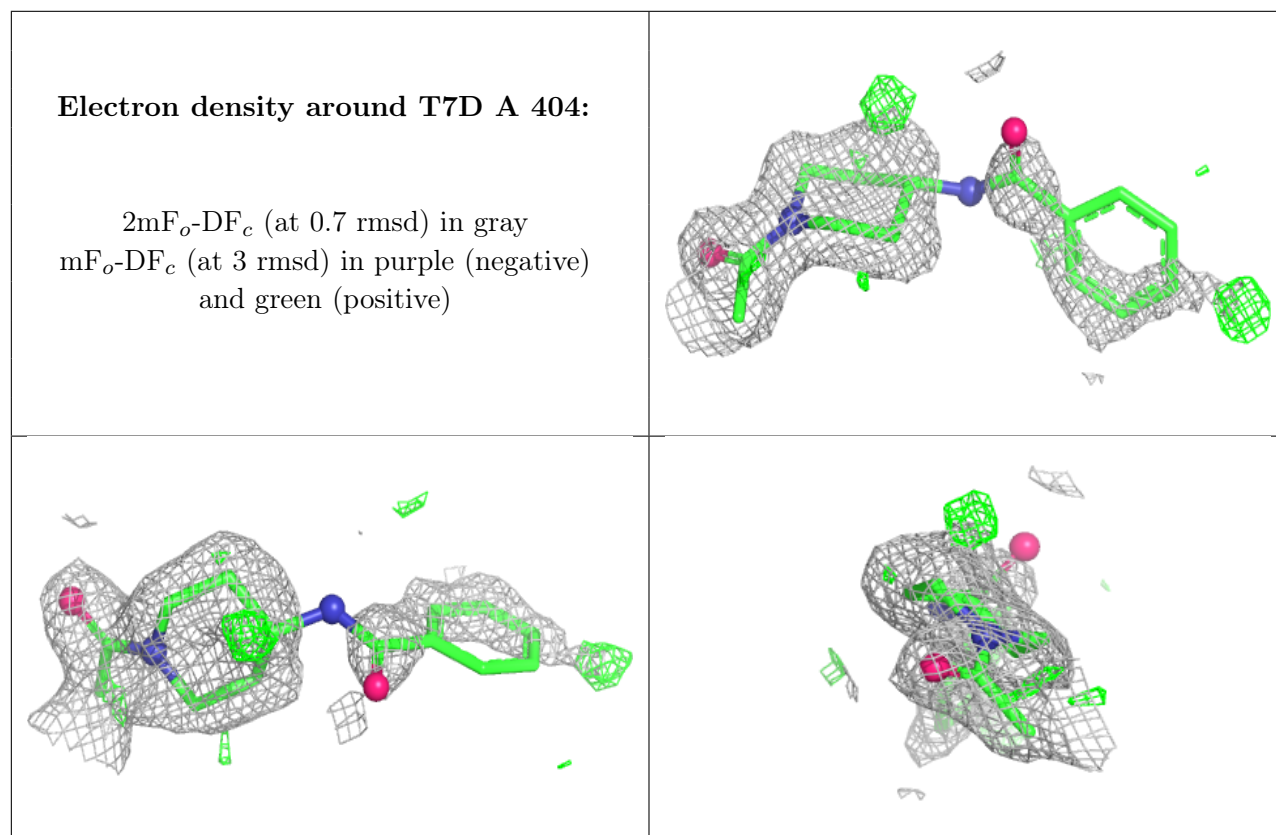 Electron density around T7D A 404:
2mFₒ-DF𝒸 (at 0.7 rmsd) in gray
mFₒ-DF𝒸 (at 3 rmsd) in purple (negative)
and green (positive)